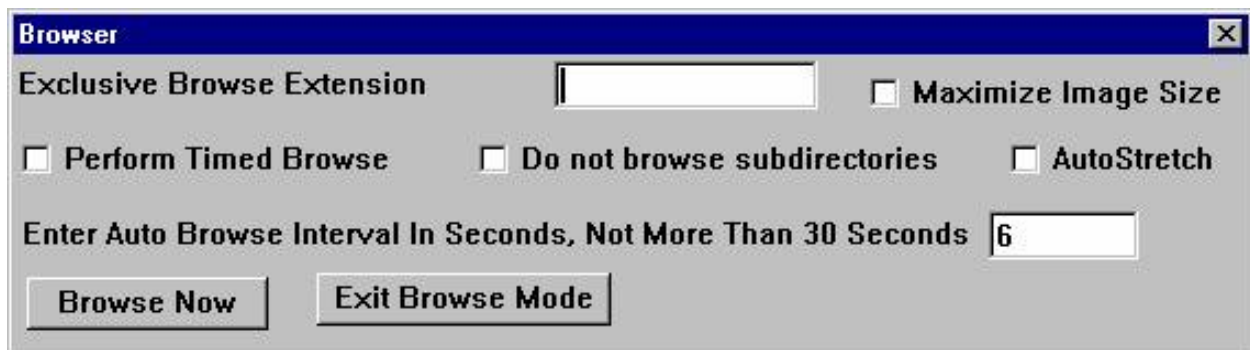 Browser
Exclusive Browse Extension Maximize Image Size
Perform Timed Browse Do not browse subdirectories AutoStretch
Enter Auto Browse Interval In Seconds, Not More Than 30 Seconds 6
Browse Now Exit Browse Mode